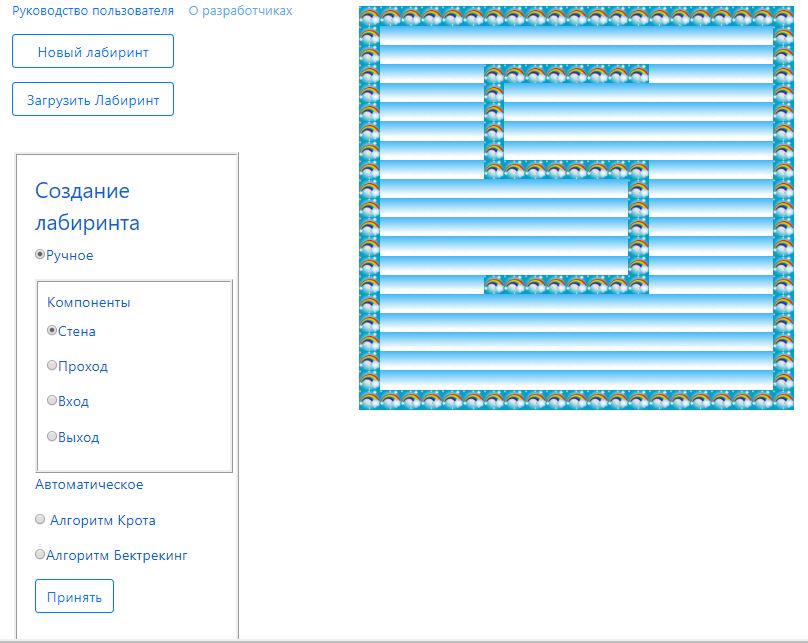 Руководство пользователя О разработчиках
Новый лабиринт
Загрузить Лабиринт
Создание
лабиринта
Ручное
Компоненты
Стена
Проход
Вход
Выход
Автоматическое
Алгоритм Крота
Алгоритм Бектрекинг
Принять